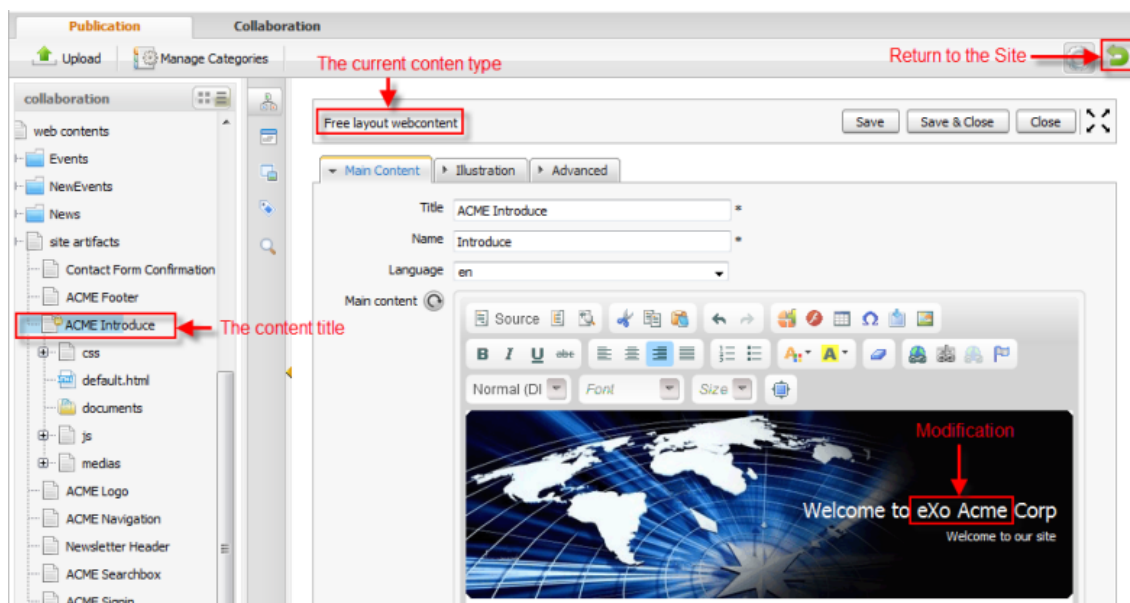 Publication Collaboration
Upload Manage Categories
The current conten type
Return to the Site
collaboration
Free layout webcontent
Save Save & Close Close
web contents
Events
NewEvents
News
site artifacts
Contact Form Confirmation
ACME Footer
ACME Introduce
The content title
css
default.html
documents
js
medias
ACME Logo
ACME Navigation
Newsletter Header
ACME Searchbox
ACME Signin
Main Content Illustration Advanced
Title ACME Introduce *
Name Introduce *
Language en
Main content
Source
B I U abc
Normal (DI Font Size
Modification
Welcome to eXo Acme Corp
Welcome to our site